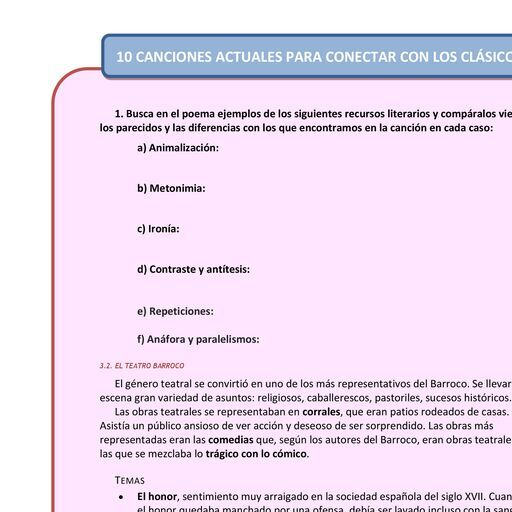 10 CANCIONES ACTUALES PARA CONECTAR CON LOS CLÁSICO
1. Busca en el poema ejemplos de los siguientes recursos literarios y compáralos vie
los parecidos y las diferencias con los que encontramos en la canción en cada caso:
a) Animalización:
b) Metonimia:
c) Ironía:
d) Contraste y antítesis:
e) Repeticiones:
f) Anáfora y paralelismos:
3.2. EL TEATRO BARROCO
El género teatral se convirtió en uno de los más representativos del Barroco. Se llevar
escena gran variedad de asuntos: religiosos, caballerescos, pastoriles, sucesos históricos.
Las obras teatrales se representaban en corrales, que eran patios rodeados de casas.
Asistía un público ansioso de ver acción y deseoso de ser sorprendido. Las obras más
representadas eran las comedias que, según los autores del Barroco, eran obras teatrale
las que se mezclaba lo trágico con lo cómico.
TEMAS
• El honor, sentimiento muy arraigado en la sociedad española del siglo XVII. Cuan
el honor quedaba manchado por una ofensa, debía ser lavado incluso con la sang